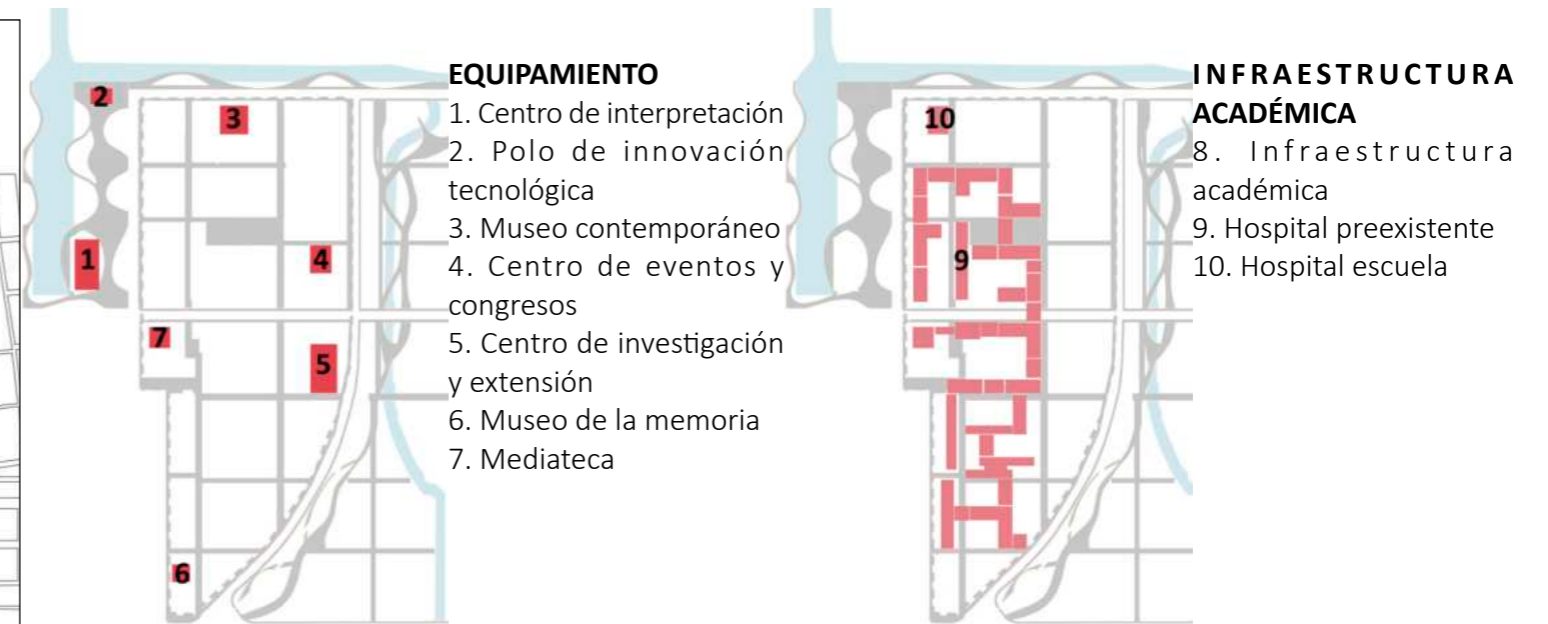 EQUIPAMIENTO
1. Centro de interpretación
2. Polo de innovación
tecnológica
3. Museo contemporáneo
4. Centro de eventos y
congresos
5. Centro de investigación
y extensión
6. Museo de la memoria
7. Mediateca
2
3
1
4
7
5
6
INFRAESTRUCTURA
ACADÉMICA
8. Infraestructura
académica
9. Hospital preexistente
10. Hospital escuela
10
9